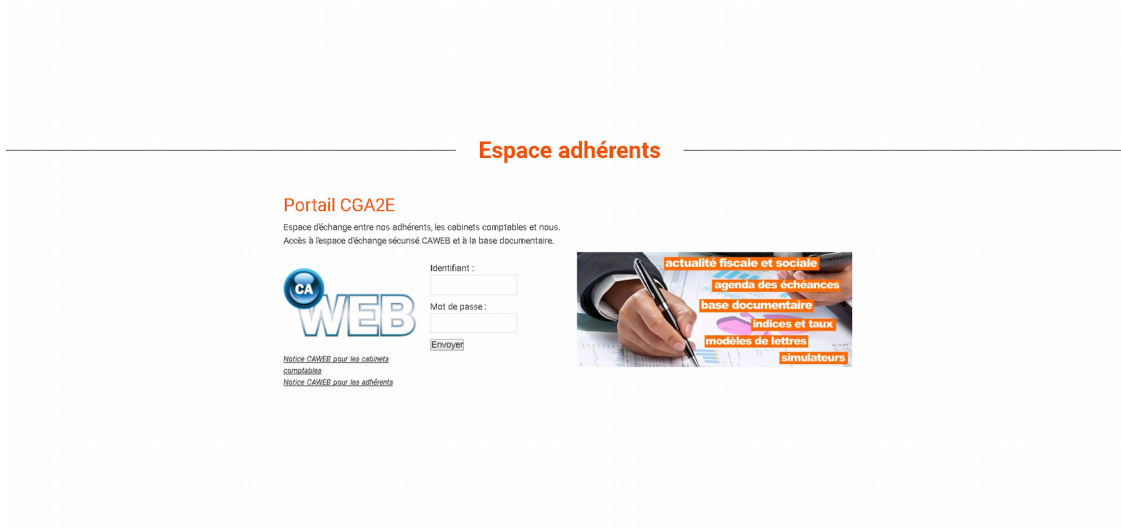 Espace adhérents
Portail CGA2E
Espace d'échange entre nos adhérents, les cabinets comptables et nous.
Accès à l'espace d'échange sécurisé CAWEB et à la base documentaire.
CA
WEB
Notice CAWEB pour les cabinets
comptables
Notice CAWEB pour les adhérents
Identifiant :
Mot de passe :
Envoyer
actualité fiscale et sociale
agenda des échéances
base documentaire
indices et taux
modèles de lettres
simulateurs